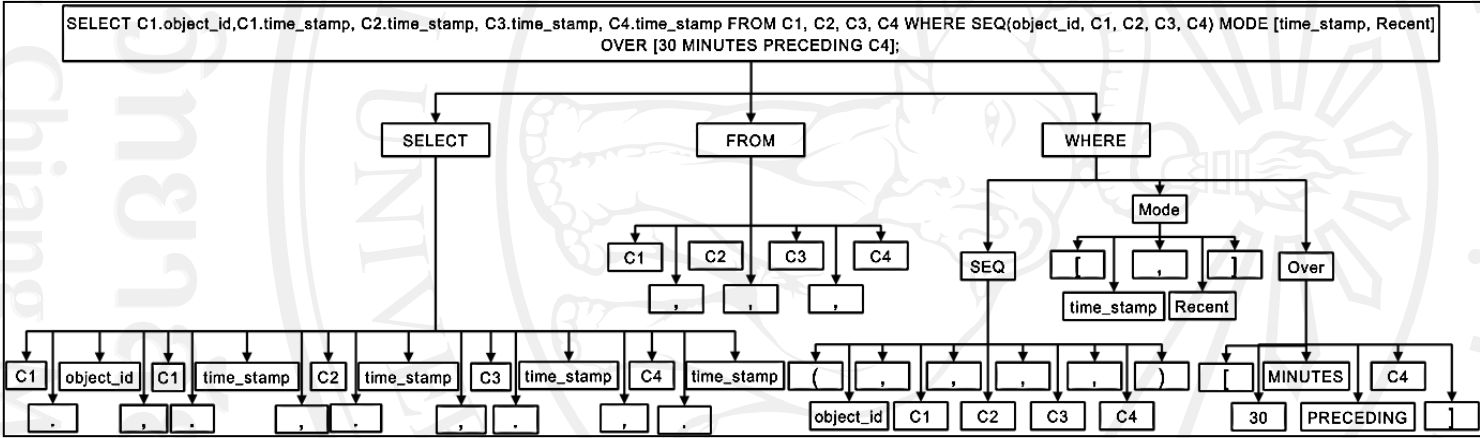 SELECT C1.object_id,C1.time_stamp, C2.time_stamp, C3.time_stamp, C4.time_stamp FROM C1, C2, C3, C4 WHERE SEQ(object_id, C1, C2, C3, C4) MODE [time_stamp, Recent]
OVER [30 MINUTES PRECEDING C4];
SELECT FROM WHERE
Mode
C1 C2 C3 C4 SEQ [ , ] Over
, , , time_stamp Recent
C1 object_id C1 time_stamp C2 time_stamp C3 time_stamp C4 time_stamp ( , , , , ) [ MINUTES C4
. , . , . , . , . object_id C1 C2 C3 C4 30 PRECEDING ]